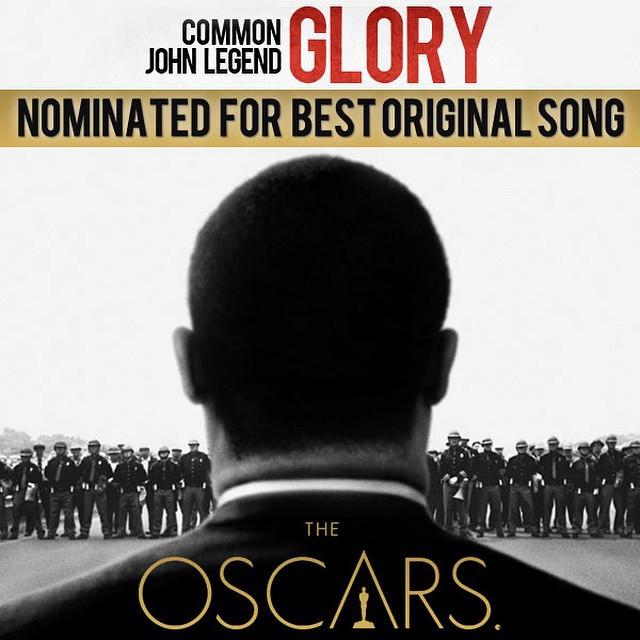 COMMON
JOHN LEGEND
GLORY
NOMINATED FOR BEST ORIGINAL SONG
THE
OSCARS.